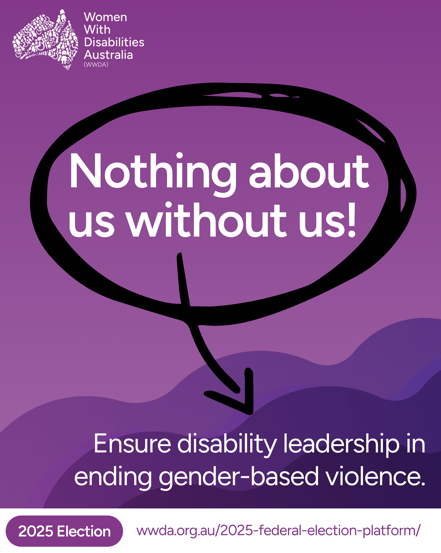 Women
With
Disabilities
Australia
(WWDA)
Nothing about
us without us!
Ensure disability leadership in
ending gender-based violence.
2025 Election
wwda.org.au/2025-federal-election-platform/